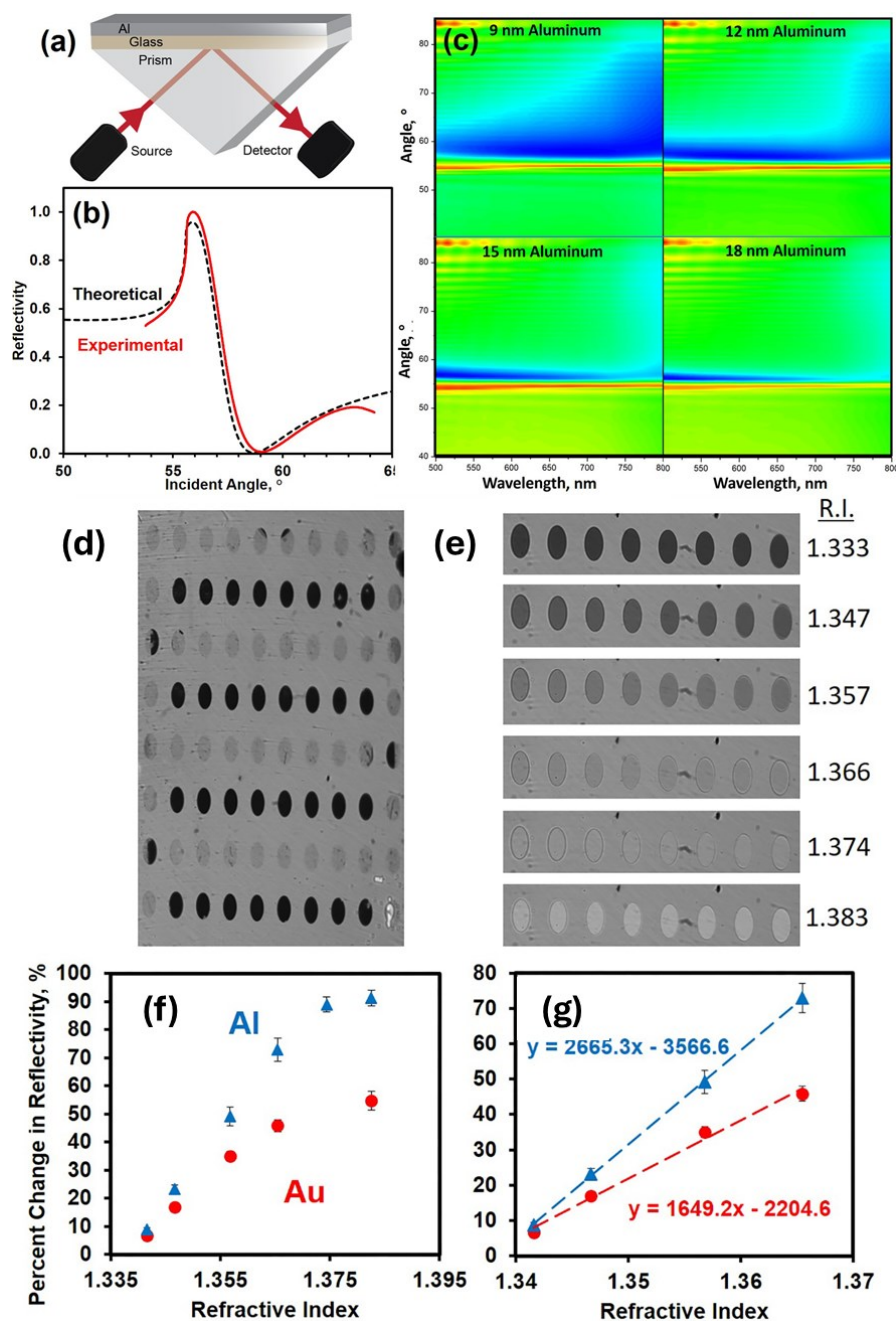 (a)
Al
Glass
Prism
Source
Detector
(b)
Reflectivity
1.0
0.8
0.6
0.4
0.2
0.0
Theoretical
Experimental
50
55
60
65
Incident Angle, °
(c)
9 nm Aluminum
12 nm Aluminum
15 nm Aluminum
18 nm Aluminum
Angle, °
80
70
60
50
Angle, °
80
70
60
50
40
500 550 600 650 700 750 800
550 600 650 700 750 800
Wavelength, nm
Wavelength, nm
(d)
(e)
R.I.
1.333
1.347
1.357
1.366
1.374
1.383
(f)
Percent Change in Reflectivity, %
100
90
80
70
60
50
40
30
20
10
0
Al
Au
1.335 1.355 1.375 1.395
Refractive Index
(g)
80
70
60
50
40
30
20
10
0
y = 2665.3x - 3566.6
y = 1649.2x - 2204.6
1.34 1.35 1.36 1.37
Refractive Index